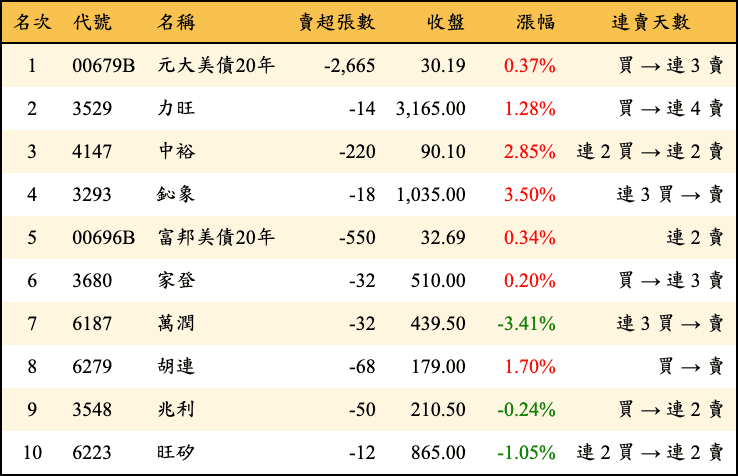 名次 代號 名稱 賣超張數 收盤 漲幅 連賣天數
1 00679B 元大美債20年 -2,665 30.19 0.37% 買 → 連 3 賣
2 3529 力旺 -14 3,165.00 1.28% 買 → 連 4 賣
3 4147 中裕 -220 90.10 2.85% 連 2 買 → 連 2 賣
4 3293 鈊象 -18 1,035.00 3.50% 連 3 買 → 賣
5 00696B 富邦美債20年 -550 32.69 0.34% 連 2 賣
6 3680 家登 -32 510.00 0.20% 買 → 連 3 賣
7 6187 萬潤 -32 439.50 -3.41% 連 3 買 → 賣
8 6279 胡連 -68 179.00 1.70% 買 → 賣
9 3548 兆利 -50 210.50 -0.24% 買 → 連 2 賣
10 6223 旺矽 -12 865.00 -1.05% 連 2 買 → 連 2 賣